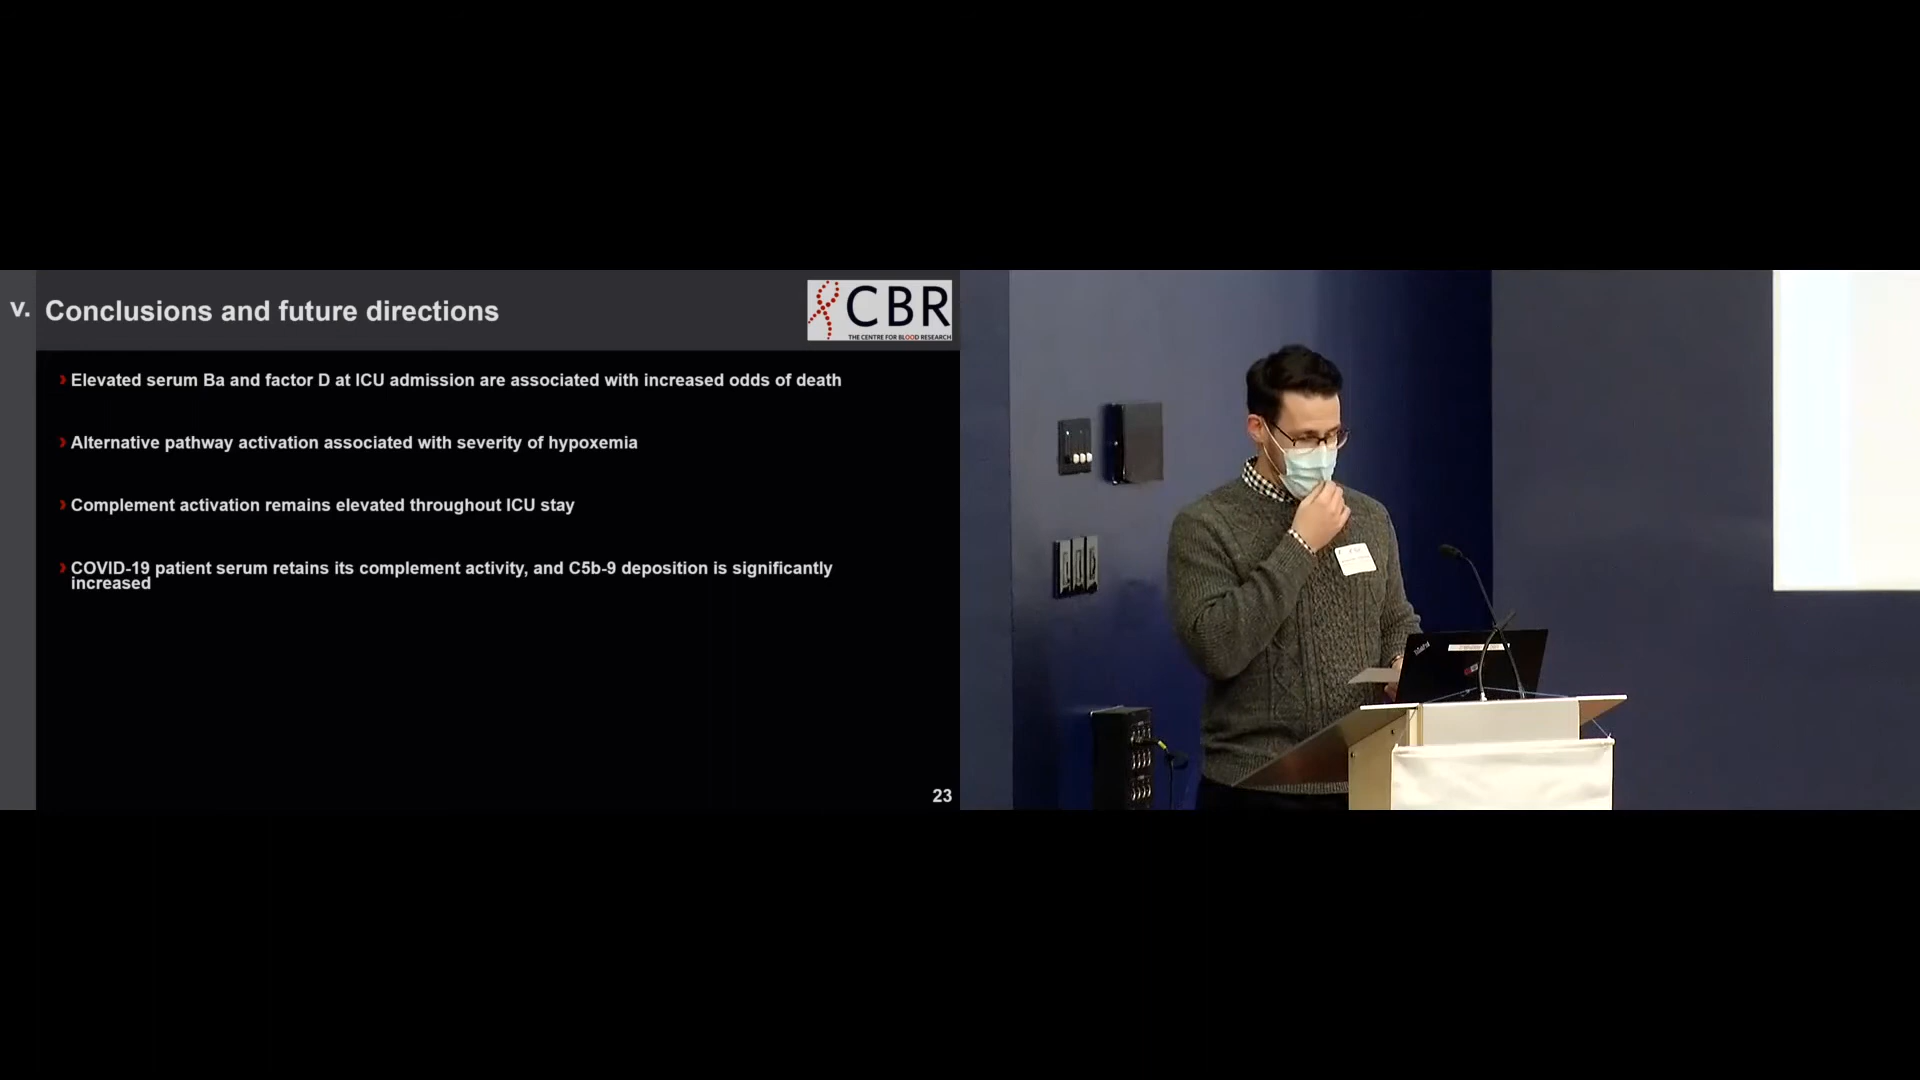 v. Conclusions and future directions
CBR
THE CENTRE FOR BLOOD RESEARCH
Elevated serum Ba and factor D at ICU admission are associated with increased odds of death
Alternative pathway activation associated with severity of hypoxemia
Complement activation remains elevated throughout ICU stay
COVID-19 patient serum retains its complement activity, and C5b-9 deposition is significantly
increased
23
ThinkPad